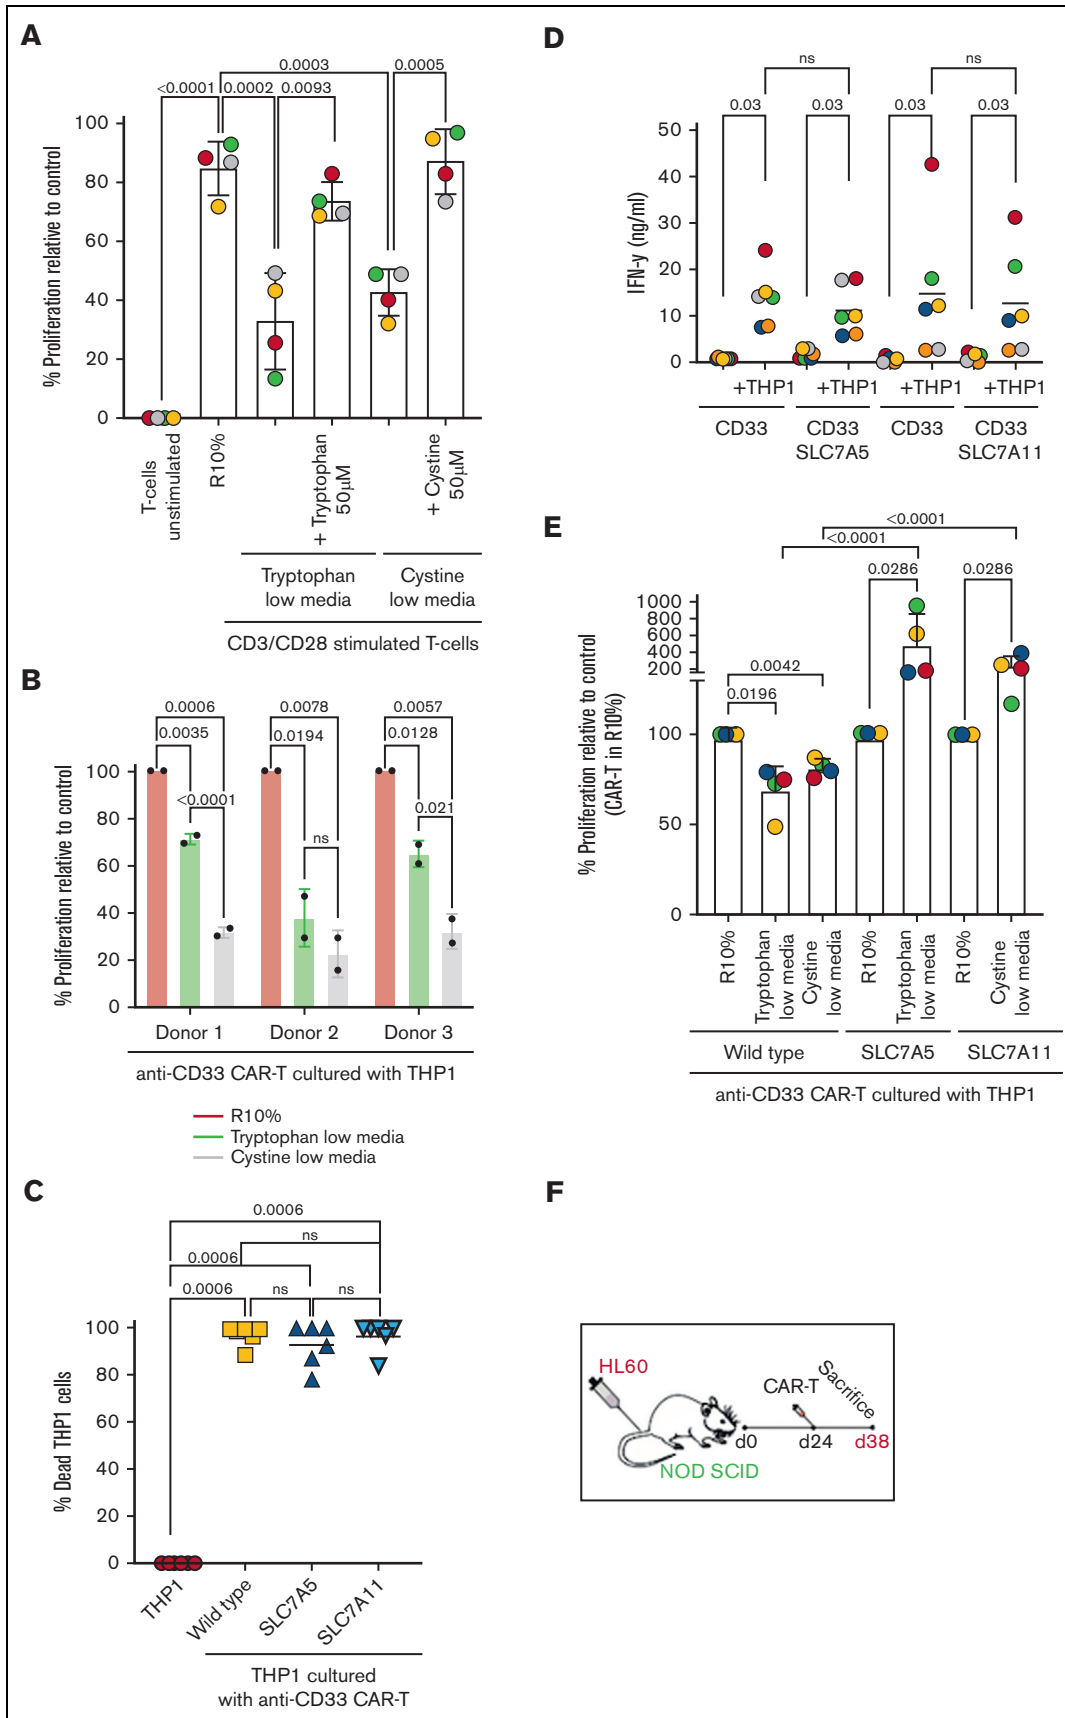 A
% Proliferation relative to control
100
80
60
40
20
0
<0.0001
0.0002
0.0093
0.0003
0.0005
T-cells
unstimulated
R10%
+ Tryptophan
50μM
+ Cystine
50μM
Tryptophan
low media
Cystine
low media
CD3/CD28 stimulated T-cells
B
% Proliferation relative to control
100
80
60
40
20
0
0.0006
0.0035
<0.0001
0.0078
0.0194
ns
0.0057
0.0128
0.021
Donor 1
Donor 2
Donor 3
anti-CD33 CAR-T cultured with THP1
R10%
Tryptophan low media
Cystine low media
C
% Dead THP1 cells
100
80
60
40
20
0
0.0006
ns
0.0006
0.0006
ns
ns
THP1
Wild type
SLC7A5
SLC7A11
THP1 cultured
with anti-CD33 CAR-T
D
IFN-y (ng/ml)
50
40
30
20
10
0
ns
ns
0.03
0.03
0.03
0.03
+THP1
+THP1
+THP1
+THP1
CD33
CD33
SLC7A5
CD33
CD33
SLC7A11
E
% Proliferation relative to control
(CAR-T in R10%)
1000
800
600
400
200
100
50
0
<0.0001
<0.0001
0.0286
0.0286
0.0042
0.0196
R10%
Tryptophan
low media
Cystine
low media
R10%
Tryptophan
low media
R10%
Cystine
low media
Wild type
SLC7A5
SLC7A11
anti-CD33 CAR-T cultured with THP1
F
HL60
CAR-T
Sacrifice
d0
d24
d38
NOD SCID